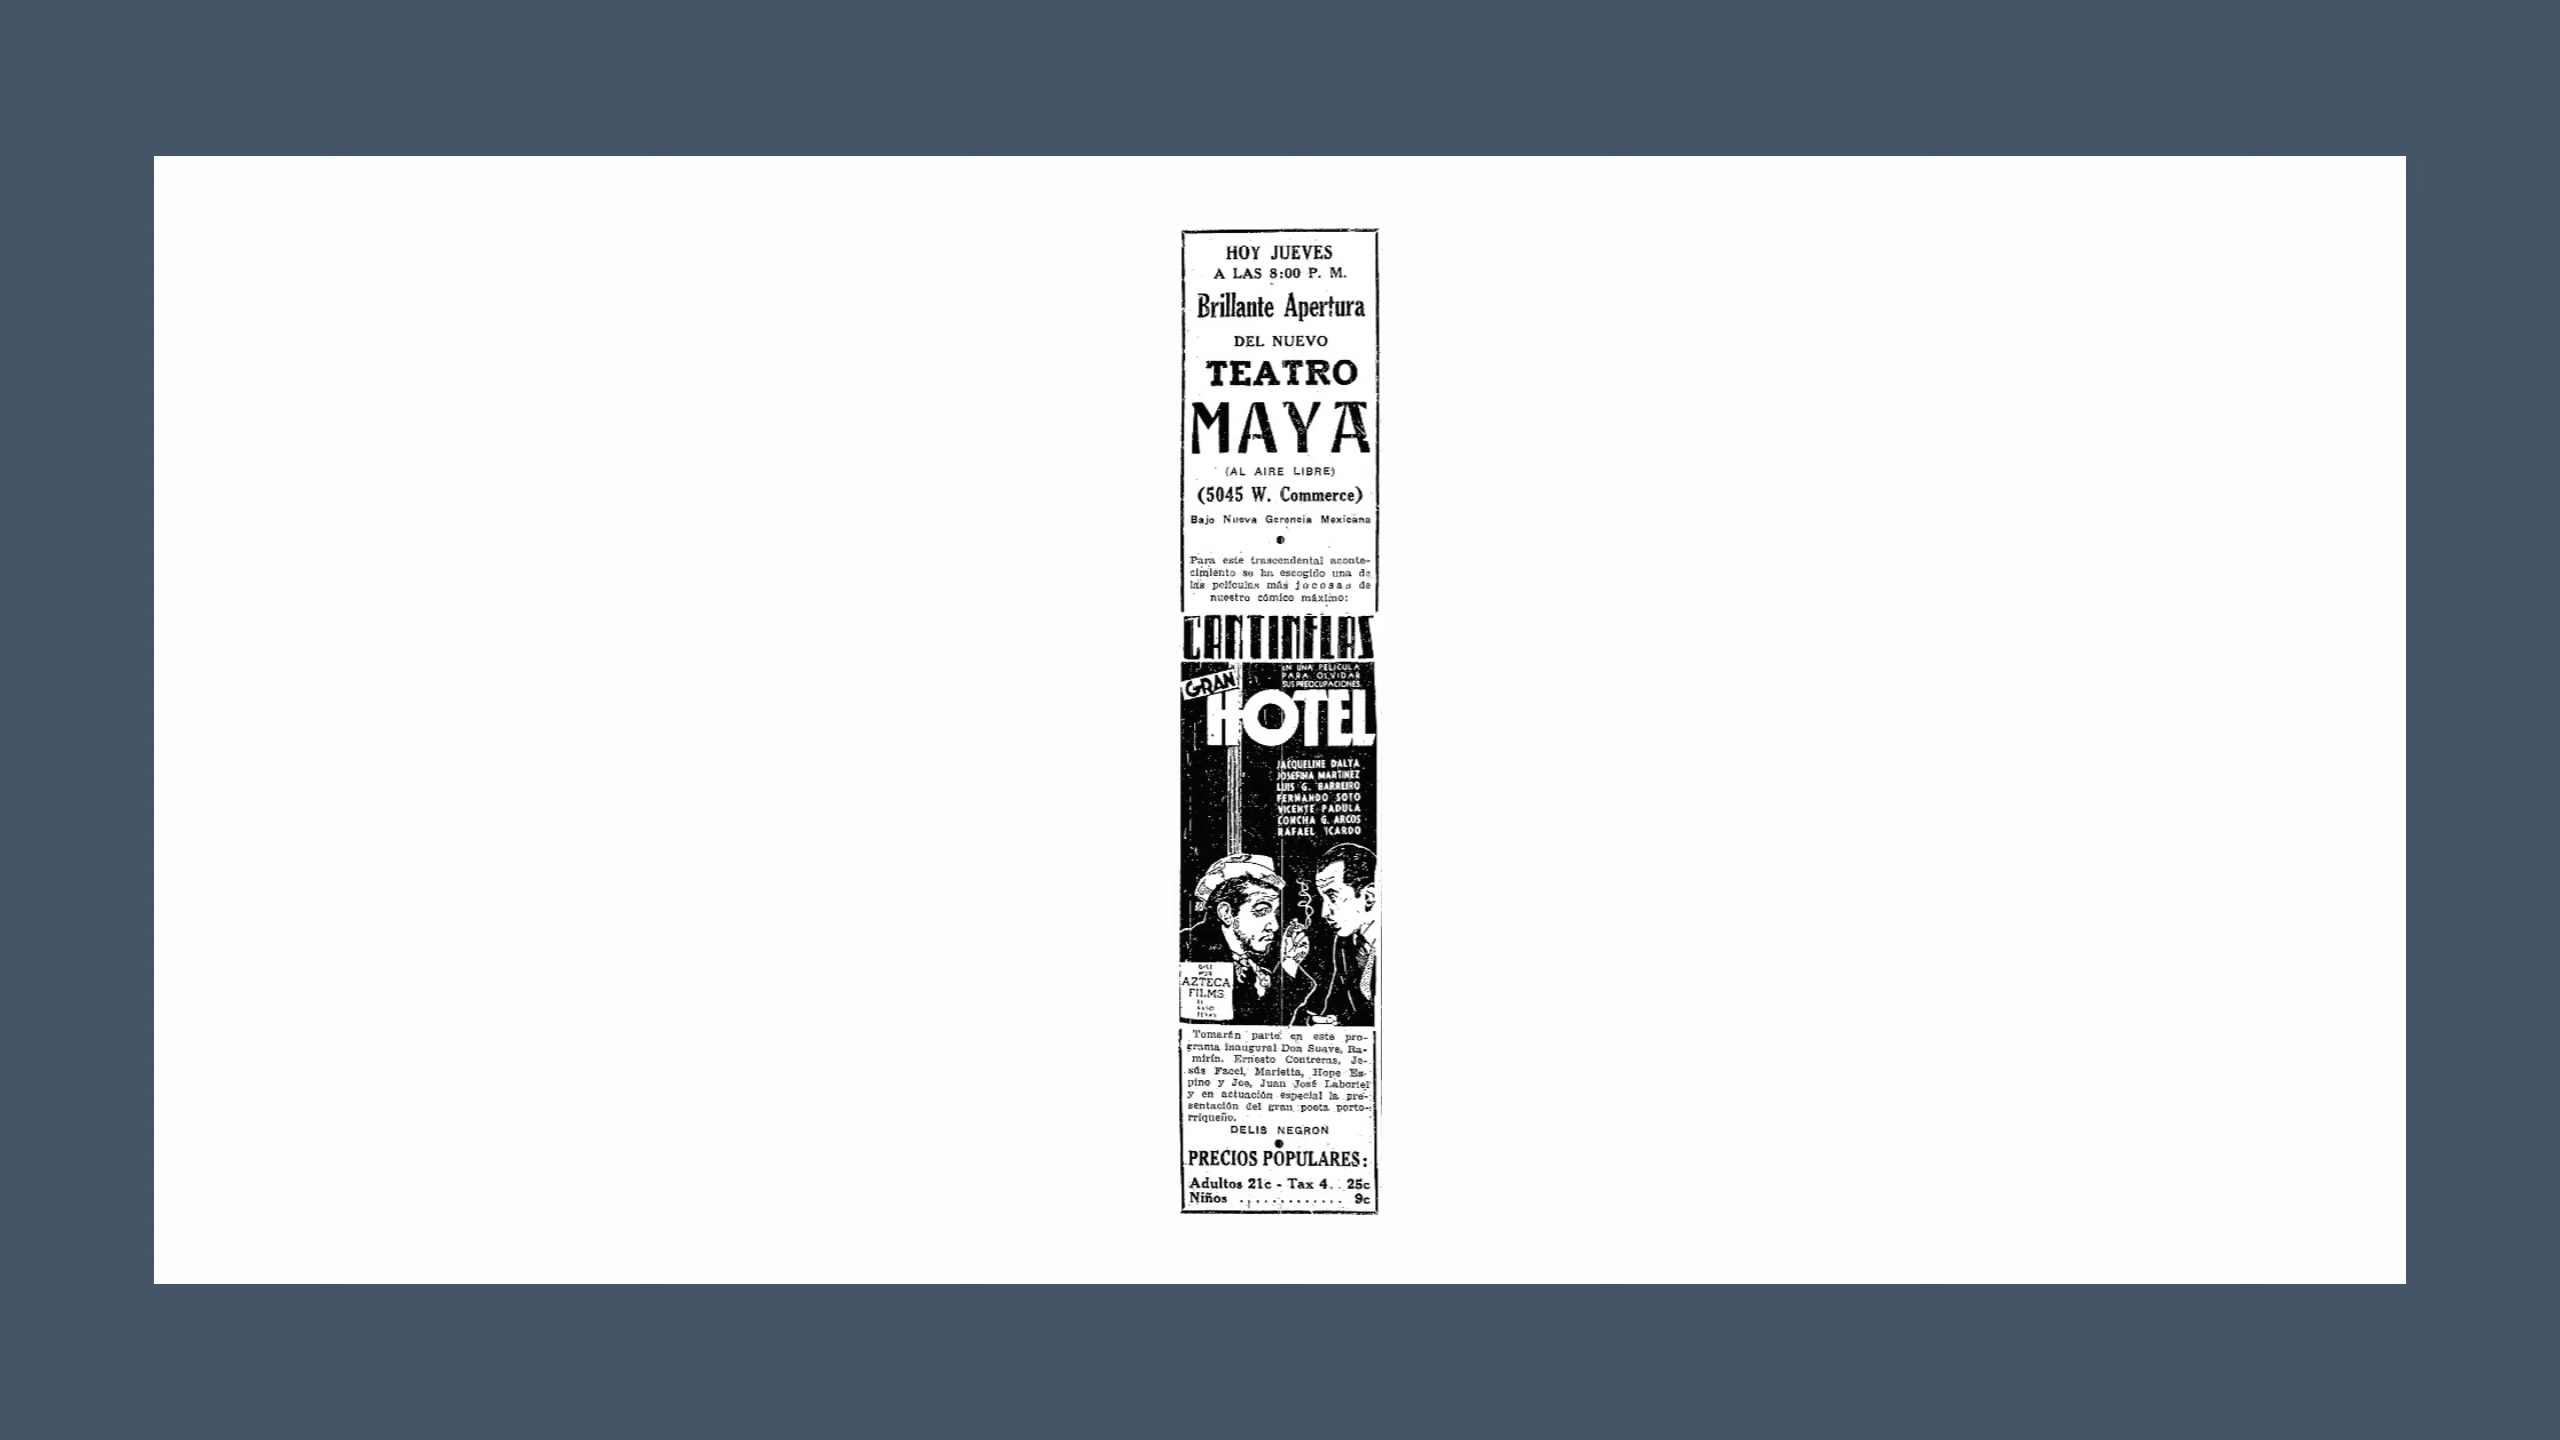 HOY JUEVES
A LAS 8:00 P. M.
Brillante Apertura
DEL NUEVO
TEATRO
MAYA
(AL AIRE LIBRE)
(5045 W. Commerce)
Bajo Nueva Gerencia Mexicana
Para este trascendental aconte-
cimiento se ha escogido una de
las películas más jocosas de
nuestro cómico máximo:
CANTINFLAS
EN UNA PELICULA
PARA OLVIDAR
SUS PREOCUPACIONES
GRAN
HOTEL
JACQUELINE DALYA
JOSEFINA MARTINEZ
LUIS G. BARREIRO
FERNANDO SOTO
VICENTE PADULA
CONCHA G. ARCOS
RAFAEL ICARDO
DIST
POR
AZTECA
FILMS
EL
PASO
TEXAS
Tomarán parte en este pro-
grama inaugural Don Suave, Ra-
mirín, Ernesto Contreras, Je-
sús Facci, Marietta, Hope Es-
pino y Joe, Juan José Laboriel
y en actuación especial la pre-
sentación del gran poeta porto-
rriqueño.
DELIS NEGRON
PRECIOS POPULARES:
Adultos 21c - Tax 4. . 25c
Niños . . . . . . . . . . . . 9c